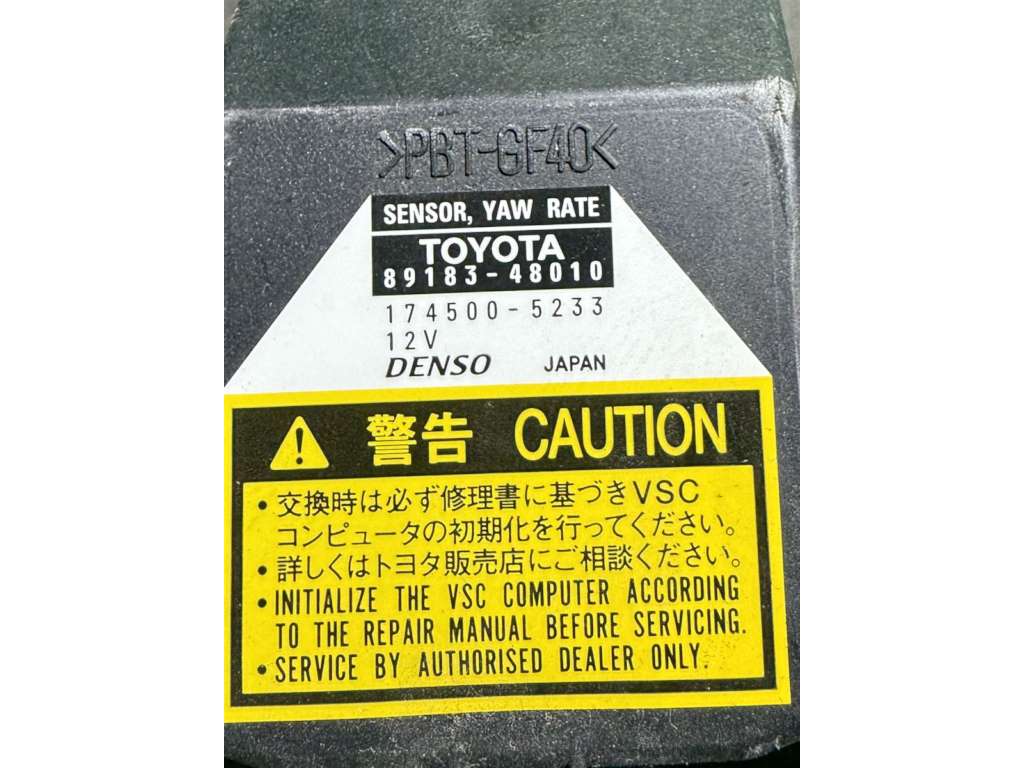 >PBT-GF40<
SENSOR, YAW RATE
TOYOTA
89183-48010
174500-5233
12V
DENSO JAPAN
警告 CAUTION
・交換時は必ず修理書に基づきVSC
コンピュータの初期化を行ってください。
・詳しくはトヨタ販売店にご相談ください。
・INITIALIZE THE VSC COMPUTER ACCORDING
TO THE REPAIR MANUAL BEFORE SERVICING.
・SERVICE BY AUTHORISED DEALER ONLY.